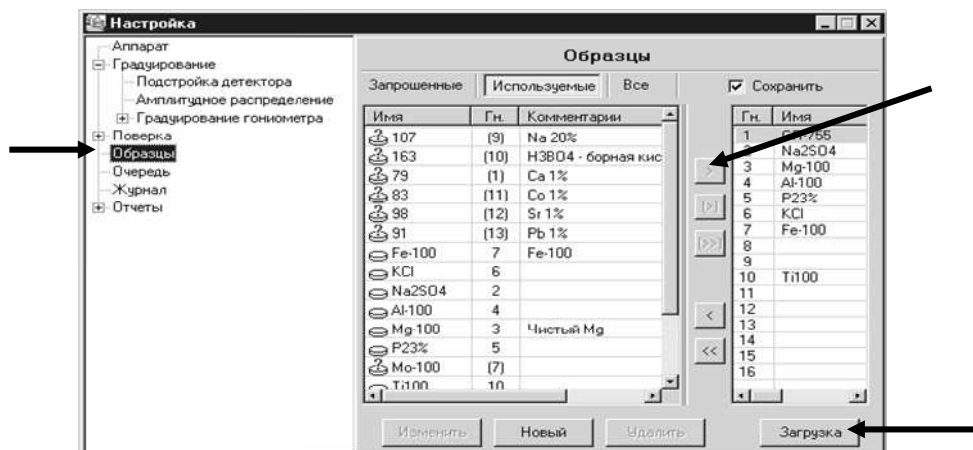 Настройка
Аппарат
Градуирование
Подстройка детектора
Амплитудное распределение
Градуирование гониометра
Поверка
Образцы
Очередь
Журнал
Отчеты
Образцы
Запрошенные Используемые Все Сохранить
Имя Гн. Комментарии
107 (9) Na 20%
163 (10) H3BO4 - борная кис
79 (1) Ca 1%
83 (11) Co 1%
98 (12) Sr 1%
91 (13) Pb 1%
Fe-100 7 Fe-100
KCl 6
Na2SO4 2
Al-100 4
Mg-100 3 Чистый Mg
P23% 5
Mo-100 (7)
Ti100 10
>
[>]
[>>]
<
<<
Гн. Имя
1
2 Na2SO4
3 Mg-100
4 Al-100
5 P23%
6 KCl
7 Fe-100
8
9
10 Ti100
11
12
13
14
15
16
Изменить Новый Удалить Загрузка